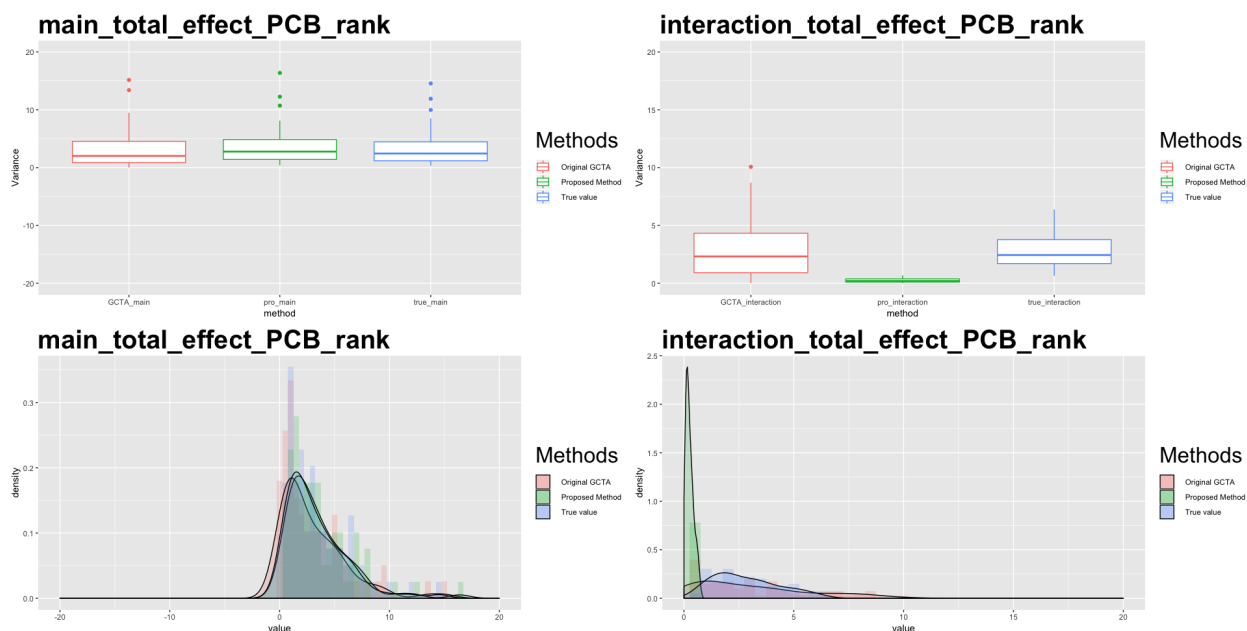 main_total_effect_PCB_rank
20
10
0
-10
-20
Variance
GCTA_main
pro_main
true_main
method
Methods
Original GCTA
Proposed Method
True value
interaction_total_effect_PCB_rank
20
15
10
5
0
Variance
GCTA_interaction
pro_interaction
true_interaction
method
Methods
Original GCTA
Proposed Method
True value
main_total_effect_PCB_rank
0.3
0.2
0.1
0.0
density
-20
-10
0
10
20
value
Methods
Original GCTA
Proposed Method
True value
interaction_total_effect_PCB_rank
2.5
2.0
1.5
1.0
0.5
0.0
density
0
5
10
15
20
value
Methods
Original GCTA
Proposed Method
True value